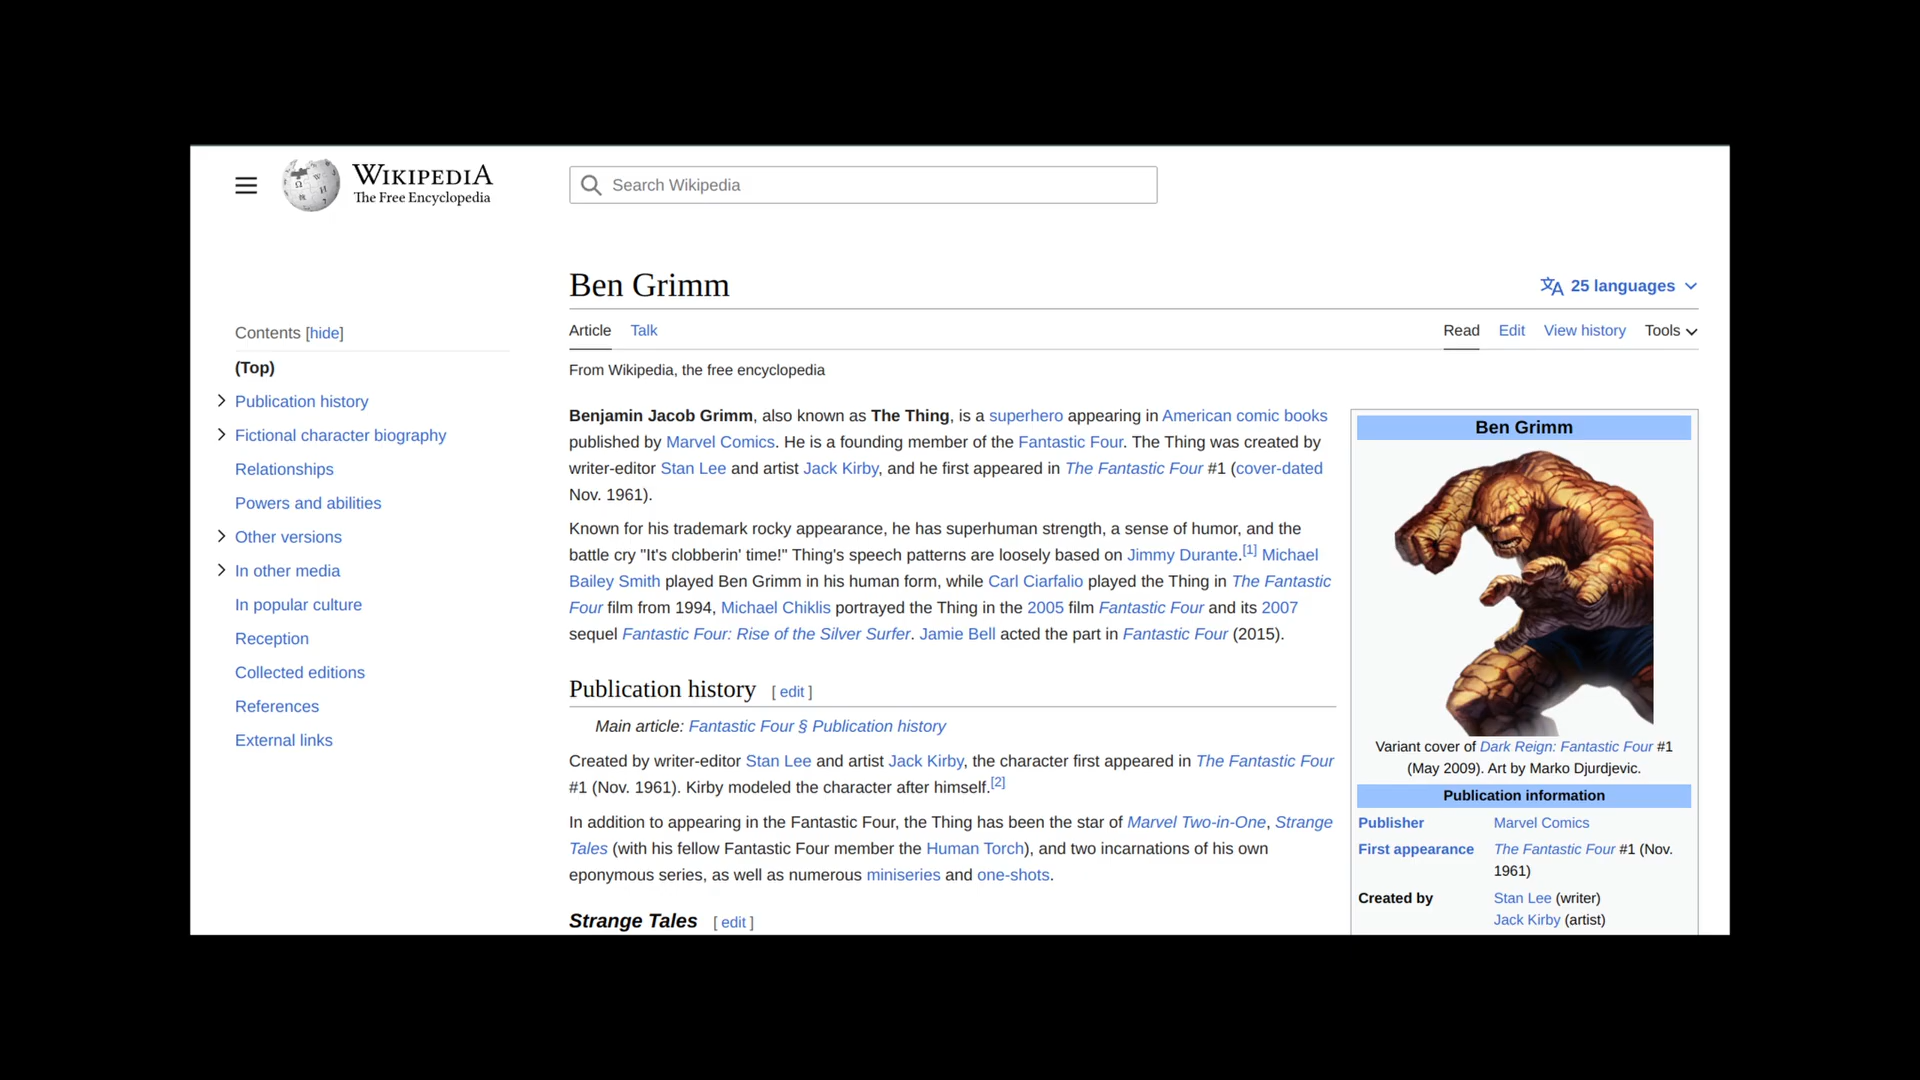 WIKIPEDIA
The Free Encyclopedia
Search Wikipedia
Ben Grimm
25 languages
Article Talk
Read Edit View history Tools
From Wikipedia, the free encyclopedia
Contents [hide]
(Top)
Publication history
Fictional character biography
Relationships
Powers and abilities
Other versions
In other media
In popular culture
Reception
Collected editions
References
External links
Benjamin Jacob Grimm, also known as The Thing, is a superhero appearing in American comic books
published by Marvel Comics. He is a founding member of the Fantastic Four. The Thing was created by
writer-editor Stan Lee and artist Jack Kirby, and he first appeared in The Fantastic Four #1 (cover-dated
Nov. 1961).
Known for his trademark rocky appearance, he has superhuman strength, a sense of humor, and the
battle cry "It's clobberin' time!" Thing's speech patterns are loosely based on Jimmy Durante.[1] Michael
Bailey Smith played Ben Grimm in his human form, while Carl Ciarfalio played the Thing in The Fantastic
Four film from 1994, Michael Chiklis portrayed the Thing in the 2005 film Fantastic Four and its 2007
sequel Fantastic Four: Rise of the Silver Surfer. Jamie Bell acted the part in Fantastic Four (2015).
Publication history [ edit ]
Main article: Fantastic Four § Publication history
Created by writer-editor Stan Lee and artist Jack Kirby, the character first appeared in The Fantastic Four
#1 (Nov. 1961). Kirby modeled the character after himself.[2]
In addition to appearing in the Fantastic Four, the Thing has been the star of Marvel Two-in-One, Strange
Tales (with his fellow Fantastic Four member the Human Torch), and two incarnations of his own
eponymous series, as well as numerous miniseries and one-shots.
Strange Tales [ edit ]
Ben Grimm
Variant cover of Dark Reign: Fantastic Four #1
(May 2009). Art by Marko Djurdjevic.
Publication information
Publisher Marvel Comics
First appearance The Fantastic Four #1 (Nov.
1961)
Created by Stan Lee (writer)
Jack Kirby (artist)